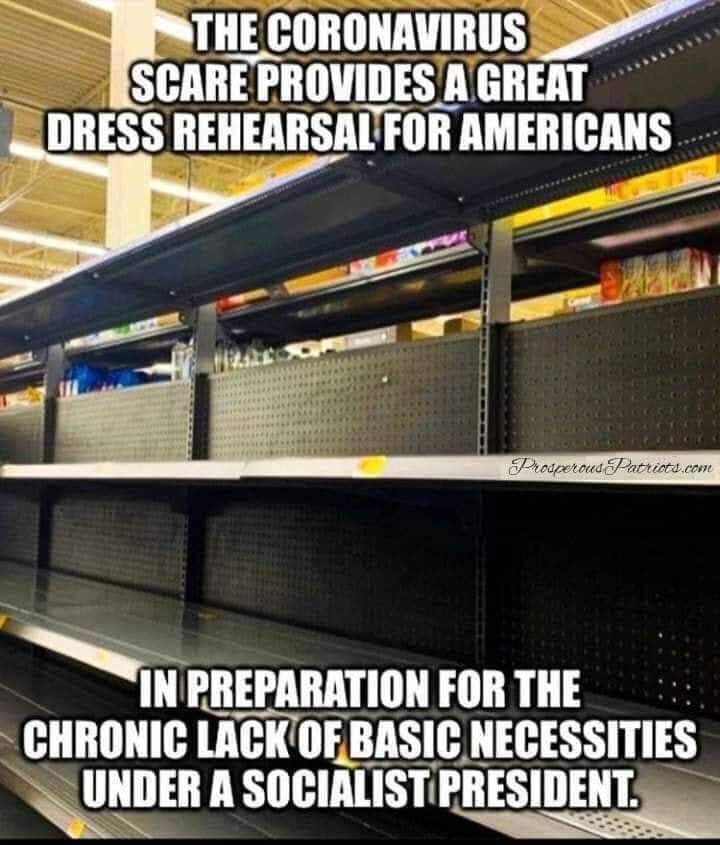 THE CORONAVIRUS
SCARE PROVIDES A GREAT
DRESS REHEARSAL FOR AMERICANS
ProsperousPatriots.com
IN PREPARATION FOR THE
CHRONIC LACK OF BASIC NECESSITIES
UNDER A SOCIALIST PRESIDENT.